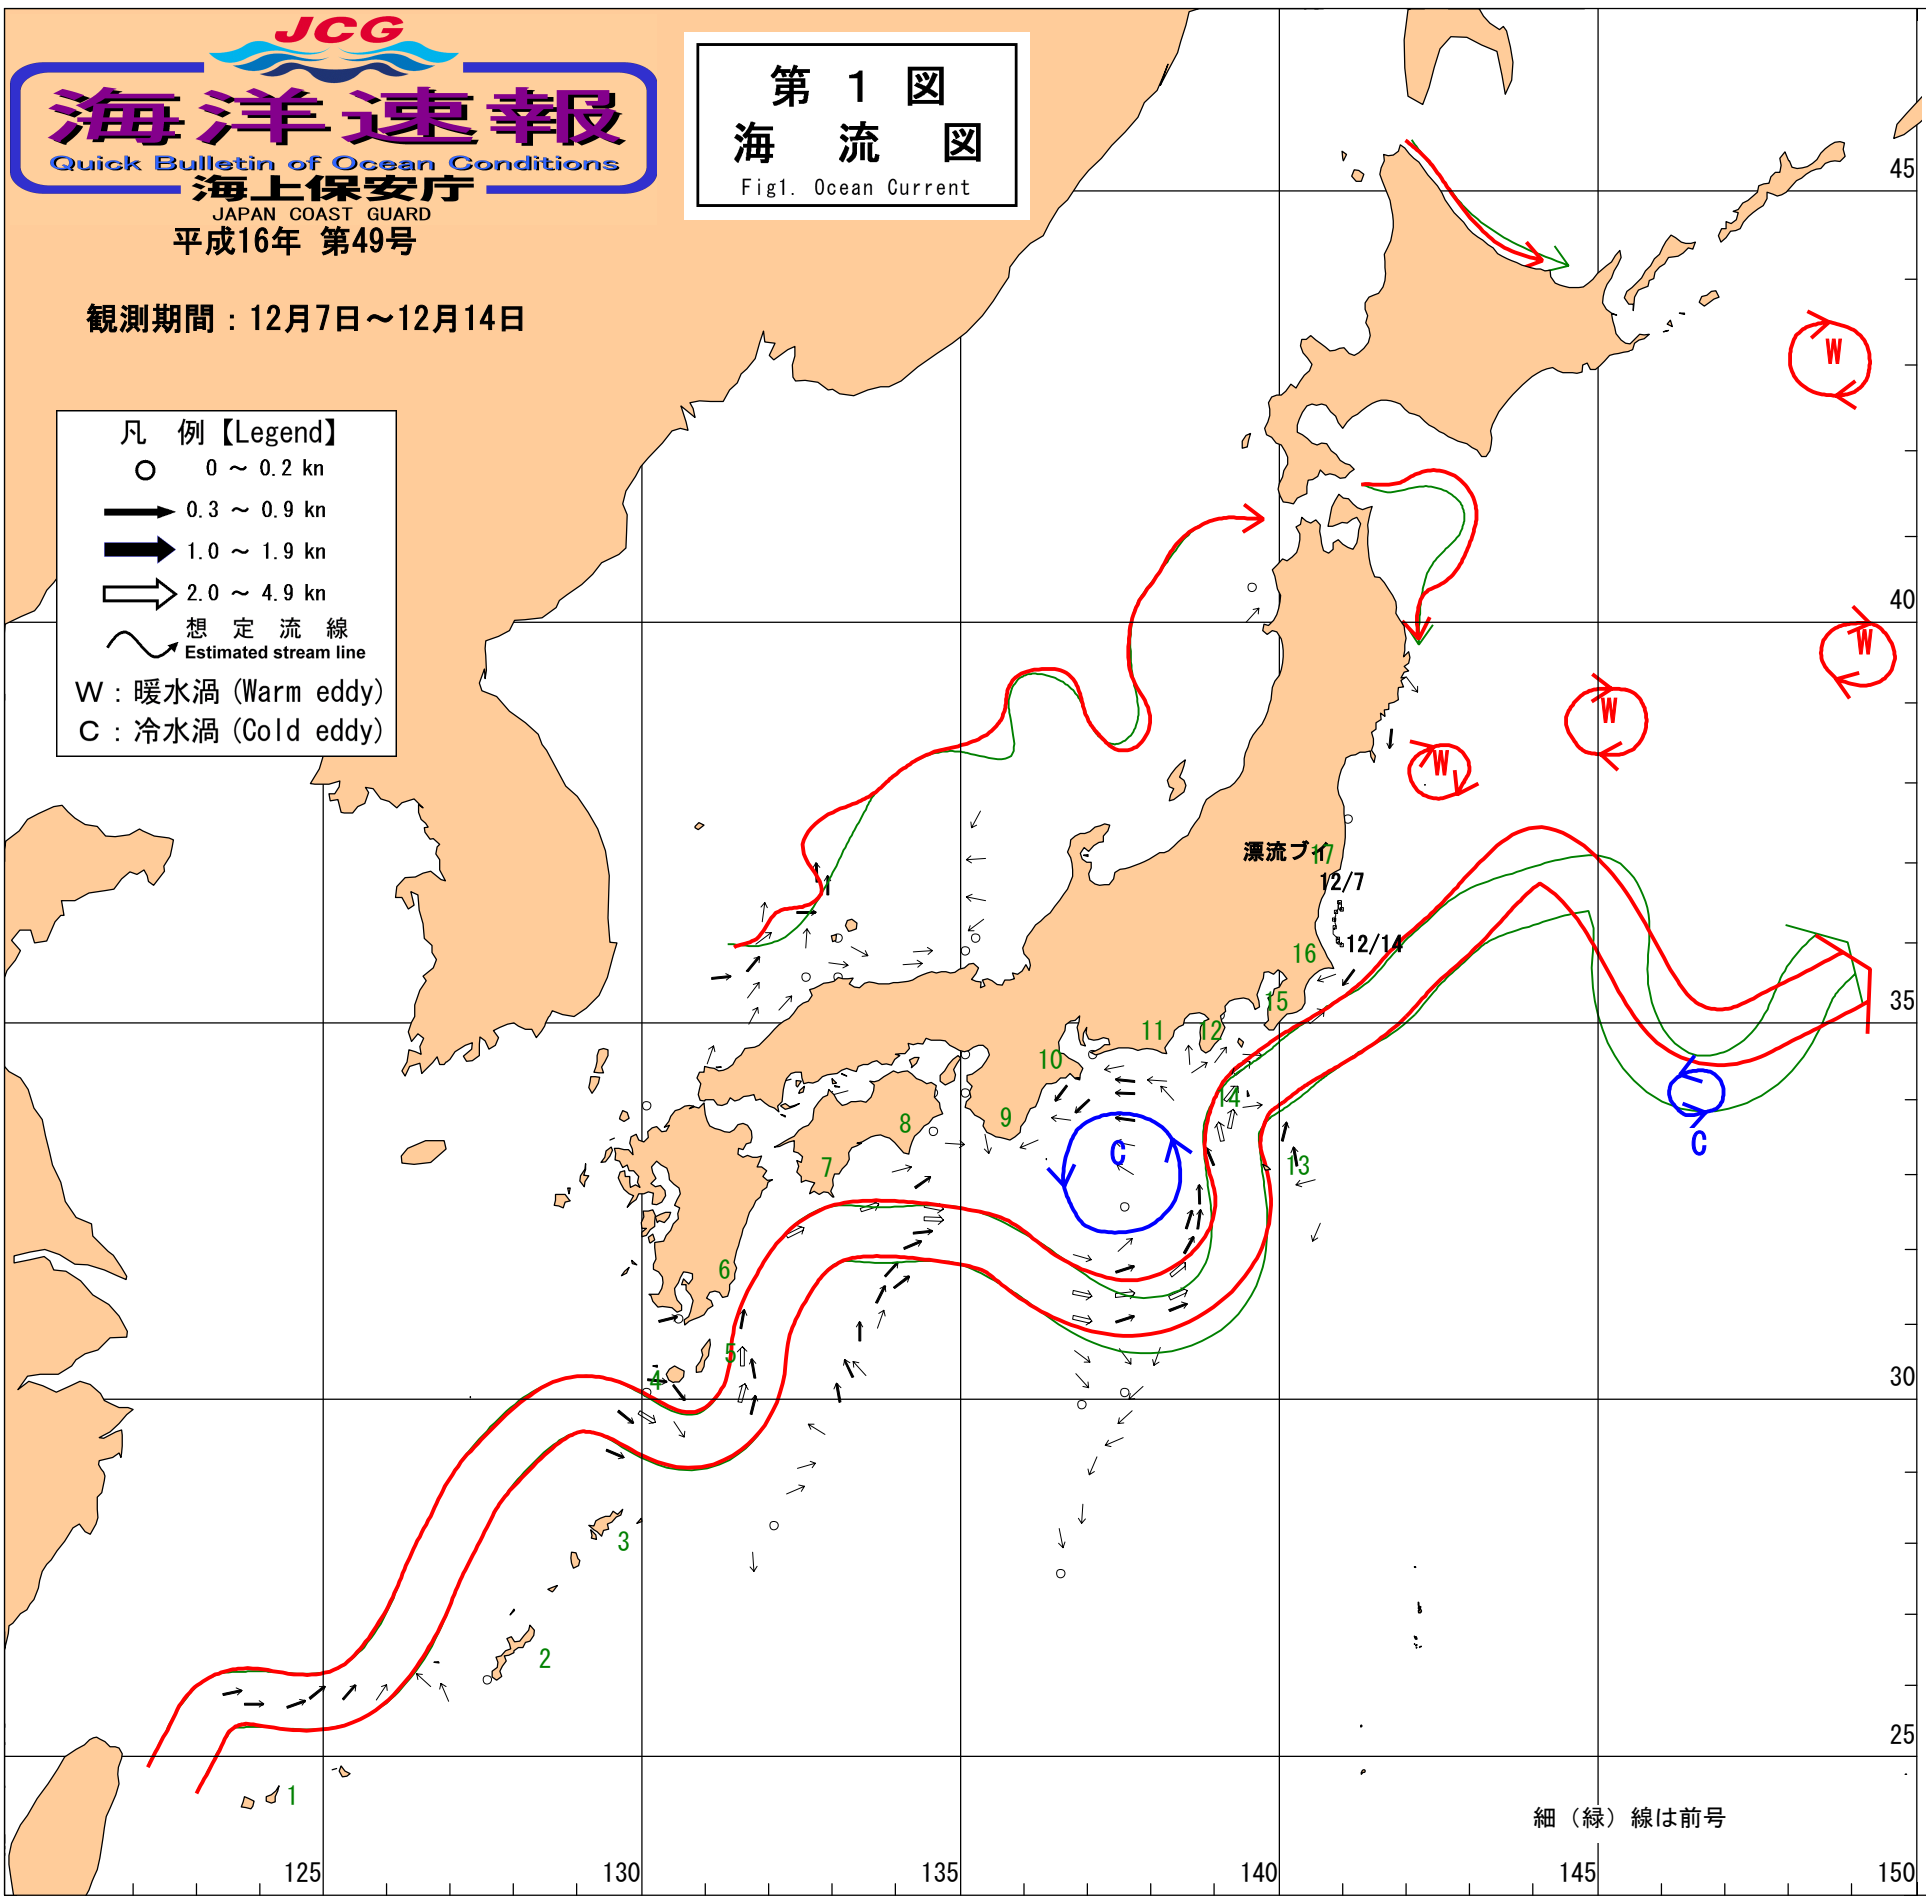 JCG
海洋速報
Quick Bulletin of Ocean Conditions
海上保安庁
JAPAN COAST GUARD
平成16年 第49号
観測期間：12月7日～12月14日
第 1 図
海 流 図
Fig1. Ocean Current
凡 例【Legend】
0 ～ 0.2 kn
0.3 ～ 0.9 kn
1.0 ～ 1.9 kn
2.0 ～ 4.9 kn
想 定 流 線
Estimated stream line
W：暖水渦(Warm eddy)
C：冷水渦(Cold eddy)
45
W
40
W
W
W
漂流ブイ
17
12/7
12/14
16
35
15
12
11
10
14
9
8
C
C
7
13
6
5
4
30
3
2
25
1
細（緑）線は前号
125
130
135
140
145
150